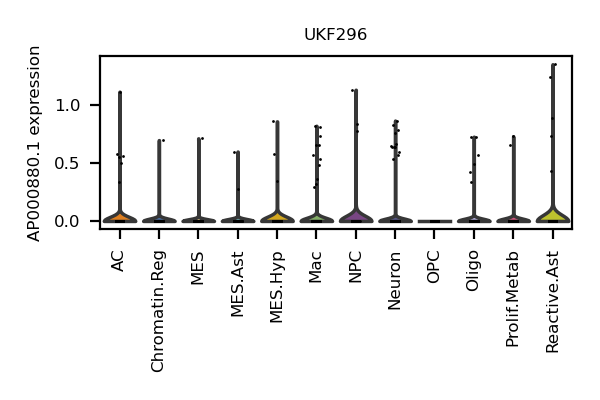 UKF296
AP000880.1 expression
1.0
0.5
0.0
AC
Chromatin.Reg
MES
MES.Ast
MES.Hyp
Mac
NPC
Neuron
OPC
Oligo
Prolif.Metab
Reactive.Ast